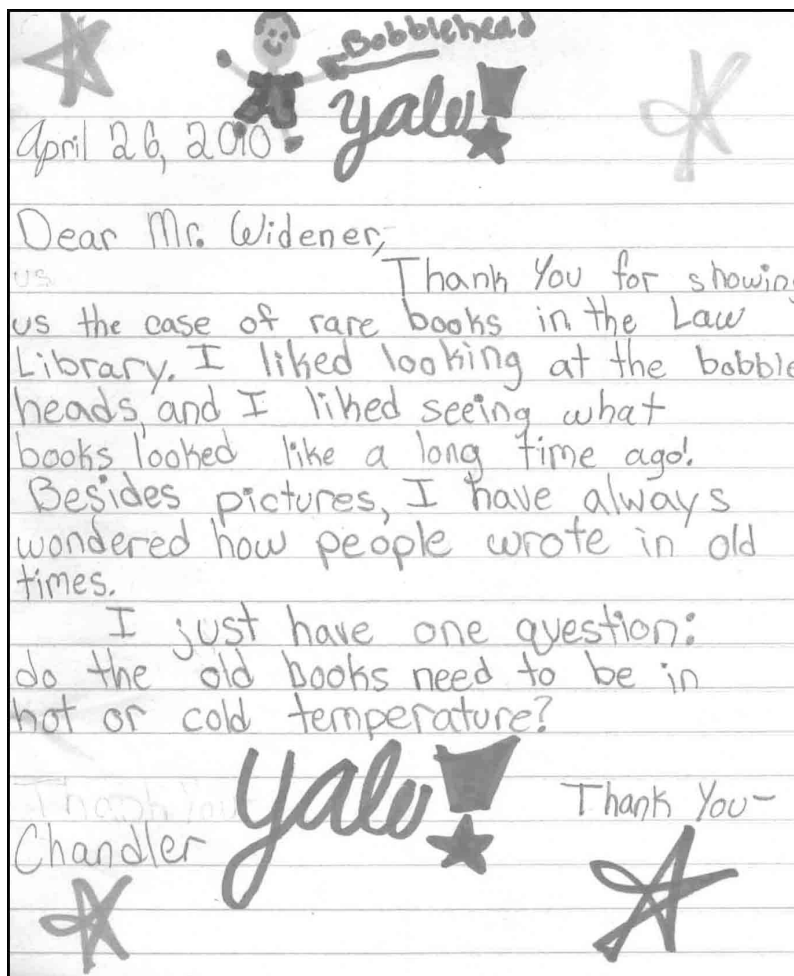 Bobblehead
Yale!
April 26, 2010
Dear Mr. Widener,
us Thank You for showing
us the case of rare books in the Law
Library. I liked looking at the bobble
heads, and I liked seeing what
books looked like a long time ago!
Besides pictures, I have always
wondered how people wrote in old
times.
I just have one question:
do the old books need to be in
hot or cold temperature?
Yale!
Thank You Thank You-
Chandler